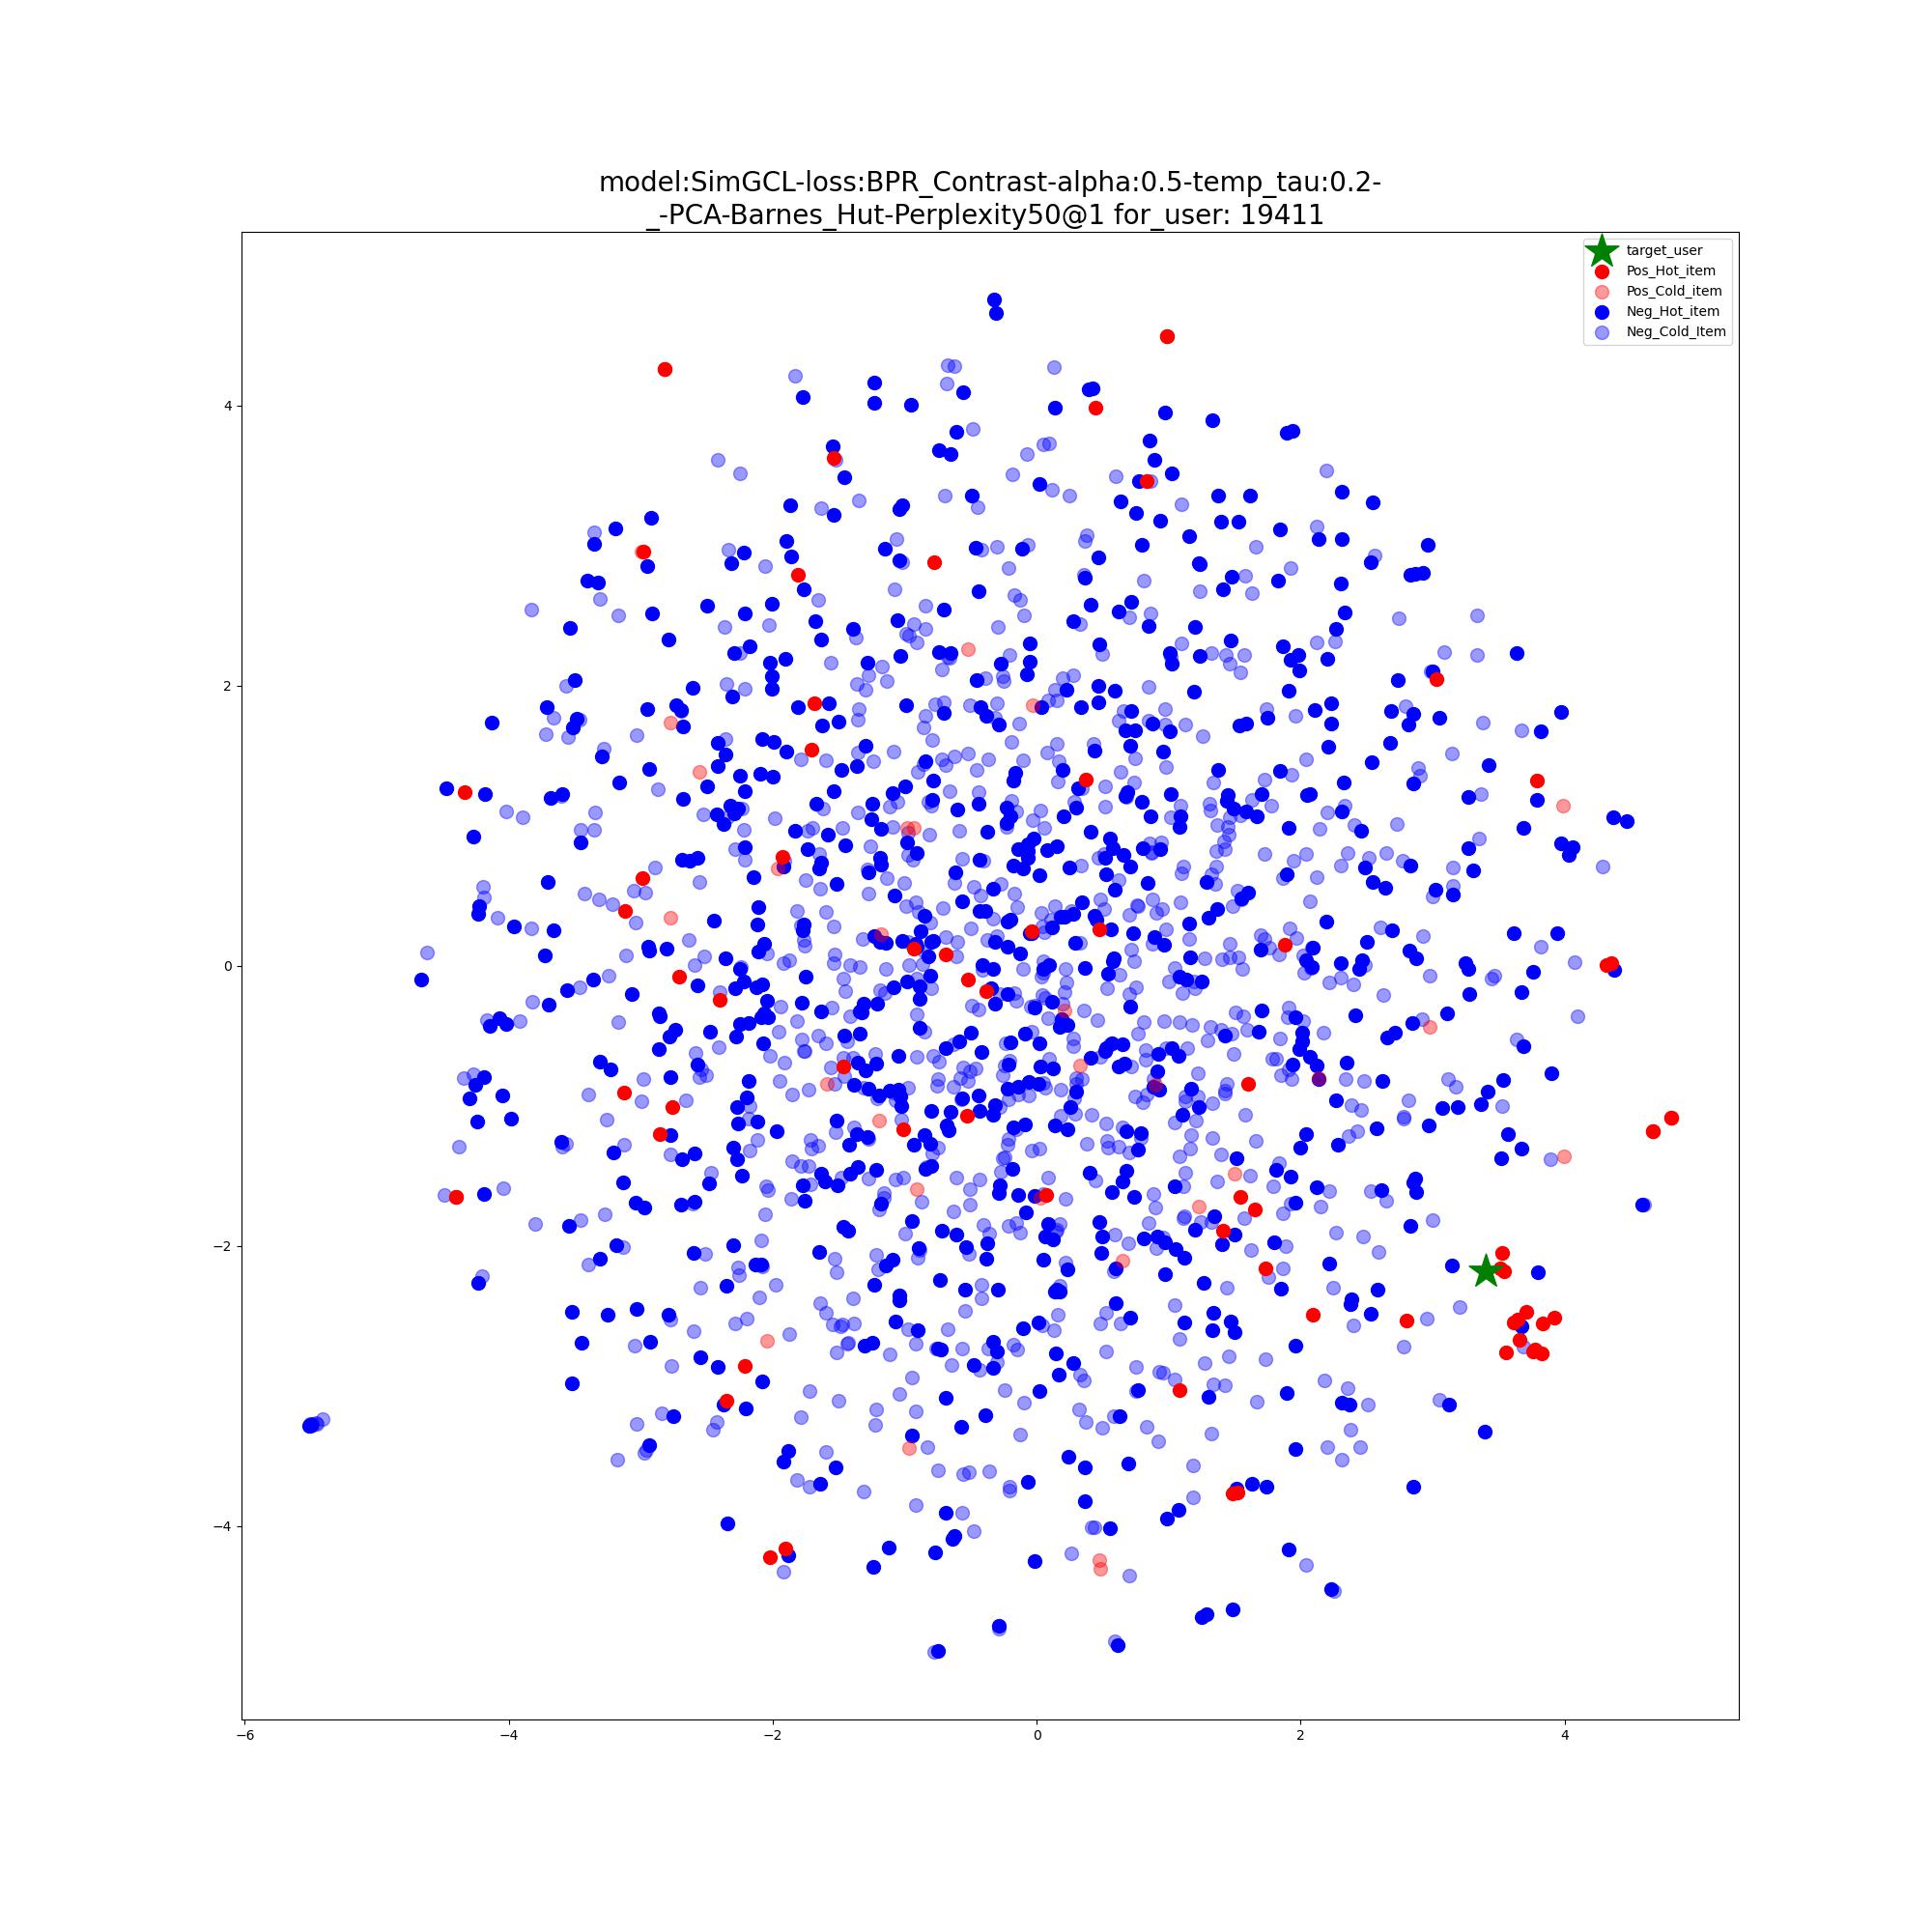 model:SimGCL-loss:BPR_Contrast-alpha:0.5-temp_tau:0.2-
_-PCA-Barnes_Hut-Perplexity50@1 for_user: 19411
target_user
Pos_Hot_item
Pos_Cold_item
Neg_Hot_item
Neg_Cold_Item
4
2
0
−2
−4
−6 −4 −2 0 2 4